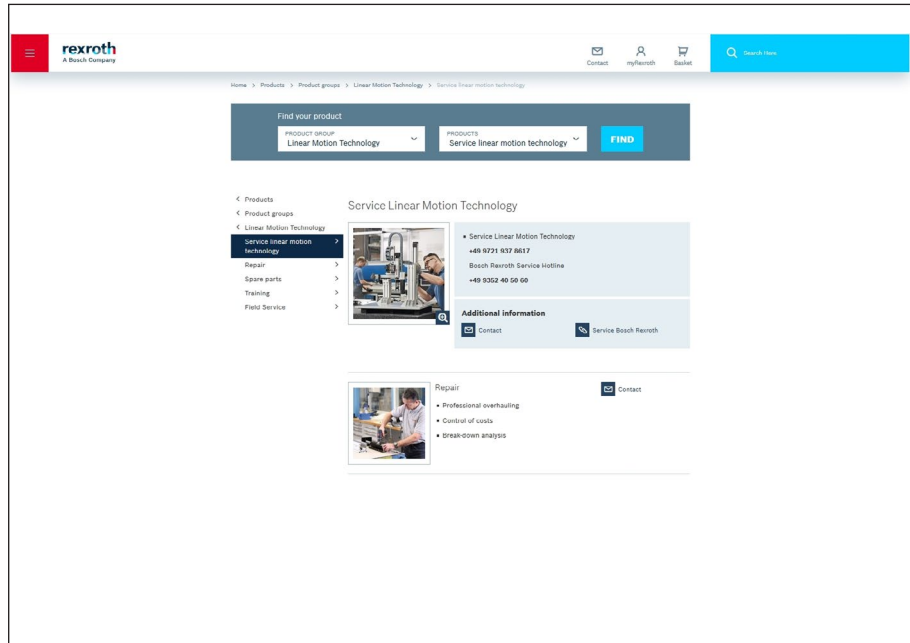 rexroth
A Bosch Company
Contact
myRexroth
Basket
Search Here
Home > Products > Product groups > Linear Motion Technology > Service linear motion technology
Find your product
PRODUCT GROUP
Linear Motion Technology
PRODUCTS
Service linear motion technology
FIND
Products
Product groups
Linear Motion Technology
Service linear motion
technology
Repair
Spare parts
Training
Field Service
Service Linear Motion Technology
Service Linear Motion Technology
+49 9721 937 8617
Bosch Rexroth Service Hotline
+49 9352 40 50 60
Additional information
Contact
Service Bosch Rexroth
Repair
Professional overhauling
Control of costs
Break-down analysis
Contact